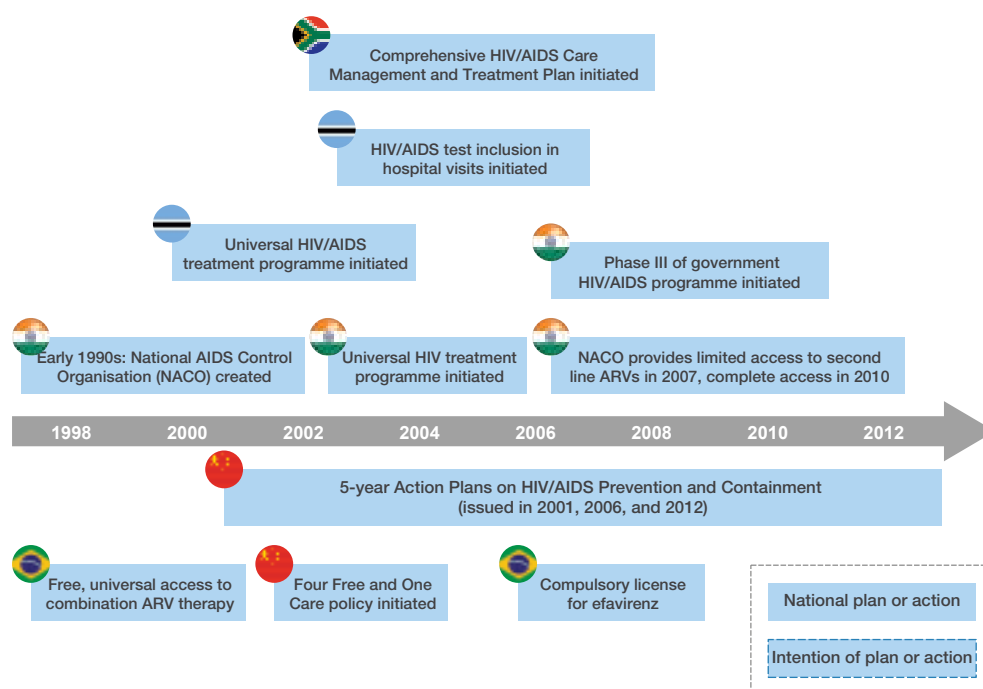 Comprehensive HIV/AIDS Care
Management and Treatment Plan initiated
HIV/AIDS test inclusion in
hospital visits initiated
Universal HIV/AIDS
treatment programme initiated
Phase III of government
HIV/AIDS programme initiated
Early 1990s: National AIDS Control
Organisation (NACO) created
Universal HIV treatment
programme initiated
NACO provides limited access to second
line ARVs in 2007, complete access in 2010
1998 2000 2002 2004 2006 2008 2010 2012
5-year Action Plans on HIV/AIDS Prevention and Containment
(issued in 2001, 2006, and 2012)
Free, universal access to
combination ARV therapy
Four Free and One
Care policy initiated
Compulsory license
for efavirenz
National plan or action
Intention of plan or action